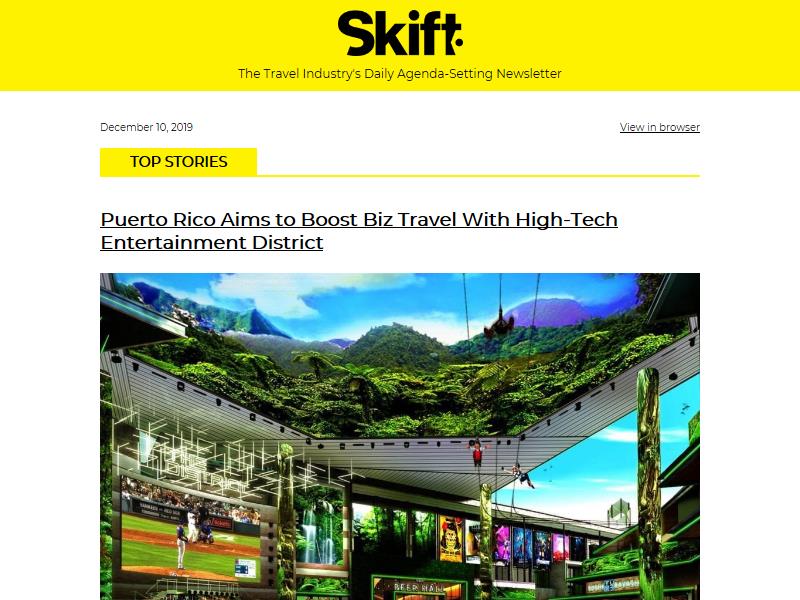 Skift.
The Travel Industry's Daily Agenda-Setting Newsletter
December 10, 2019
View in browser
TOP STORIES
Puerto Rico Aims to Boost Biz Travel With High-Tech
Entertainment District
BEER HALL